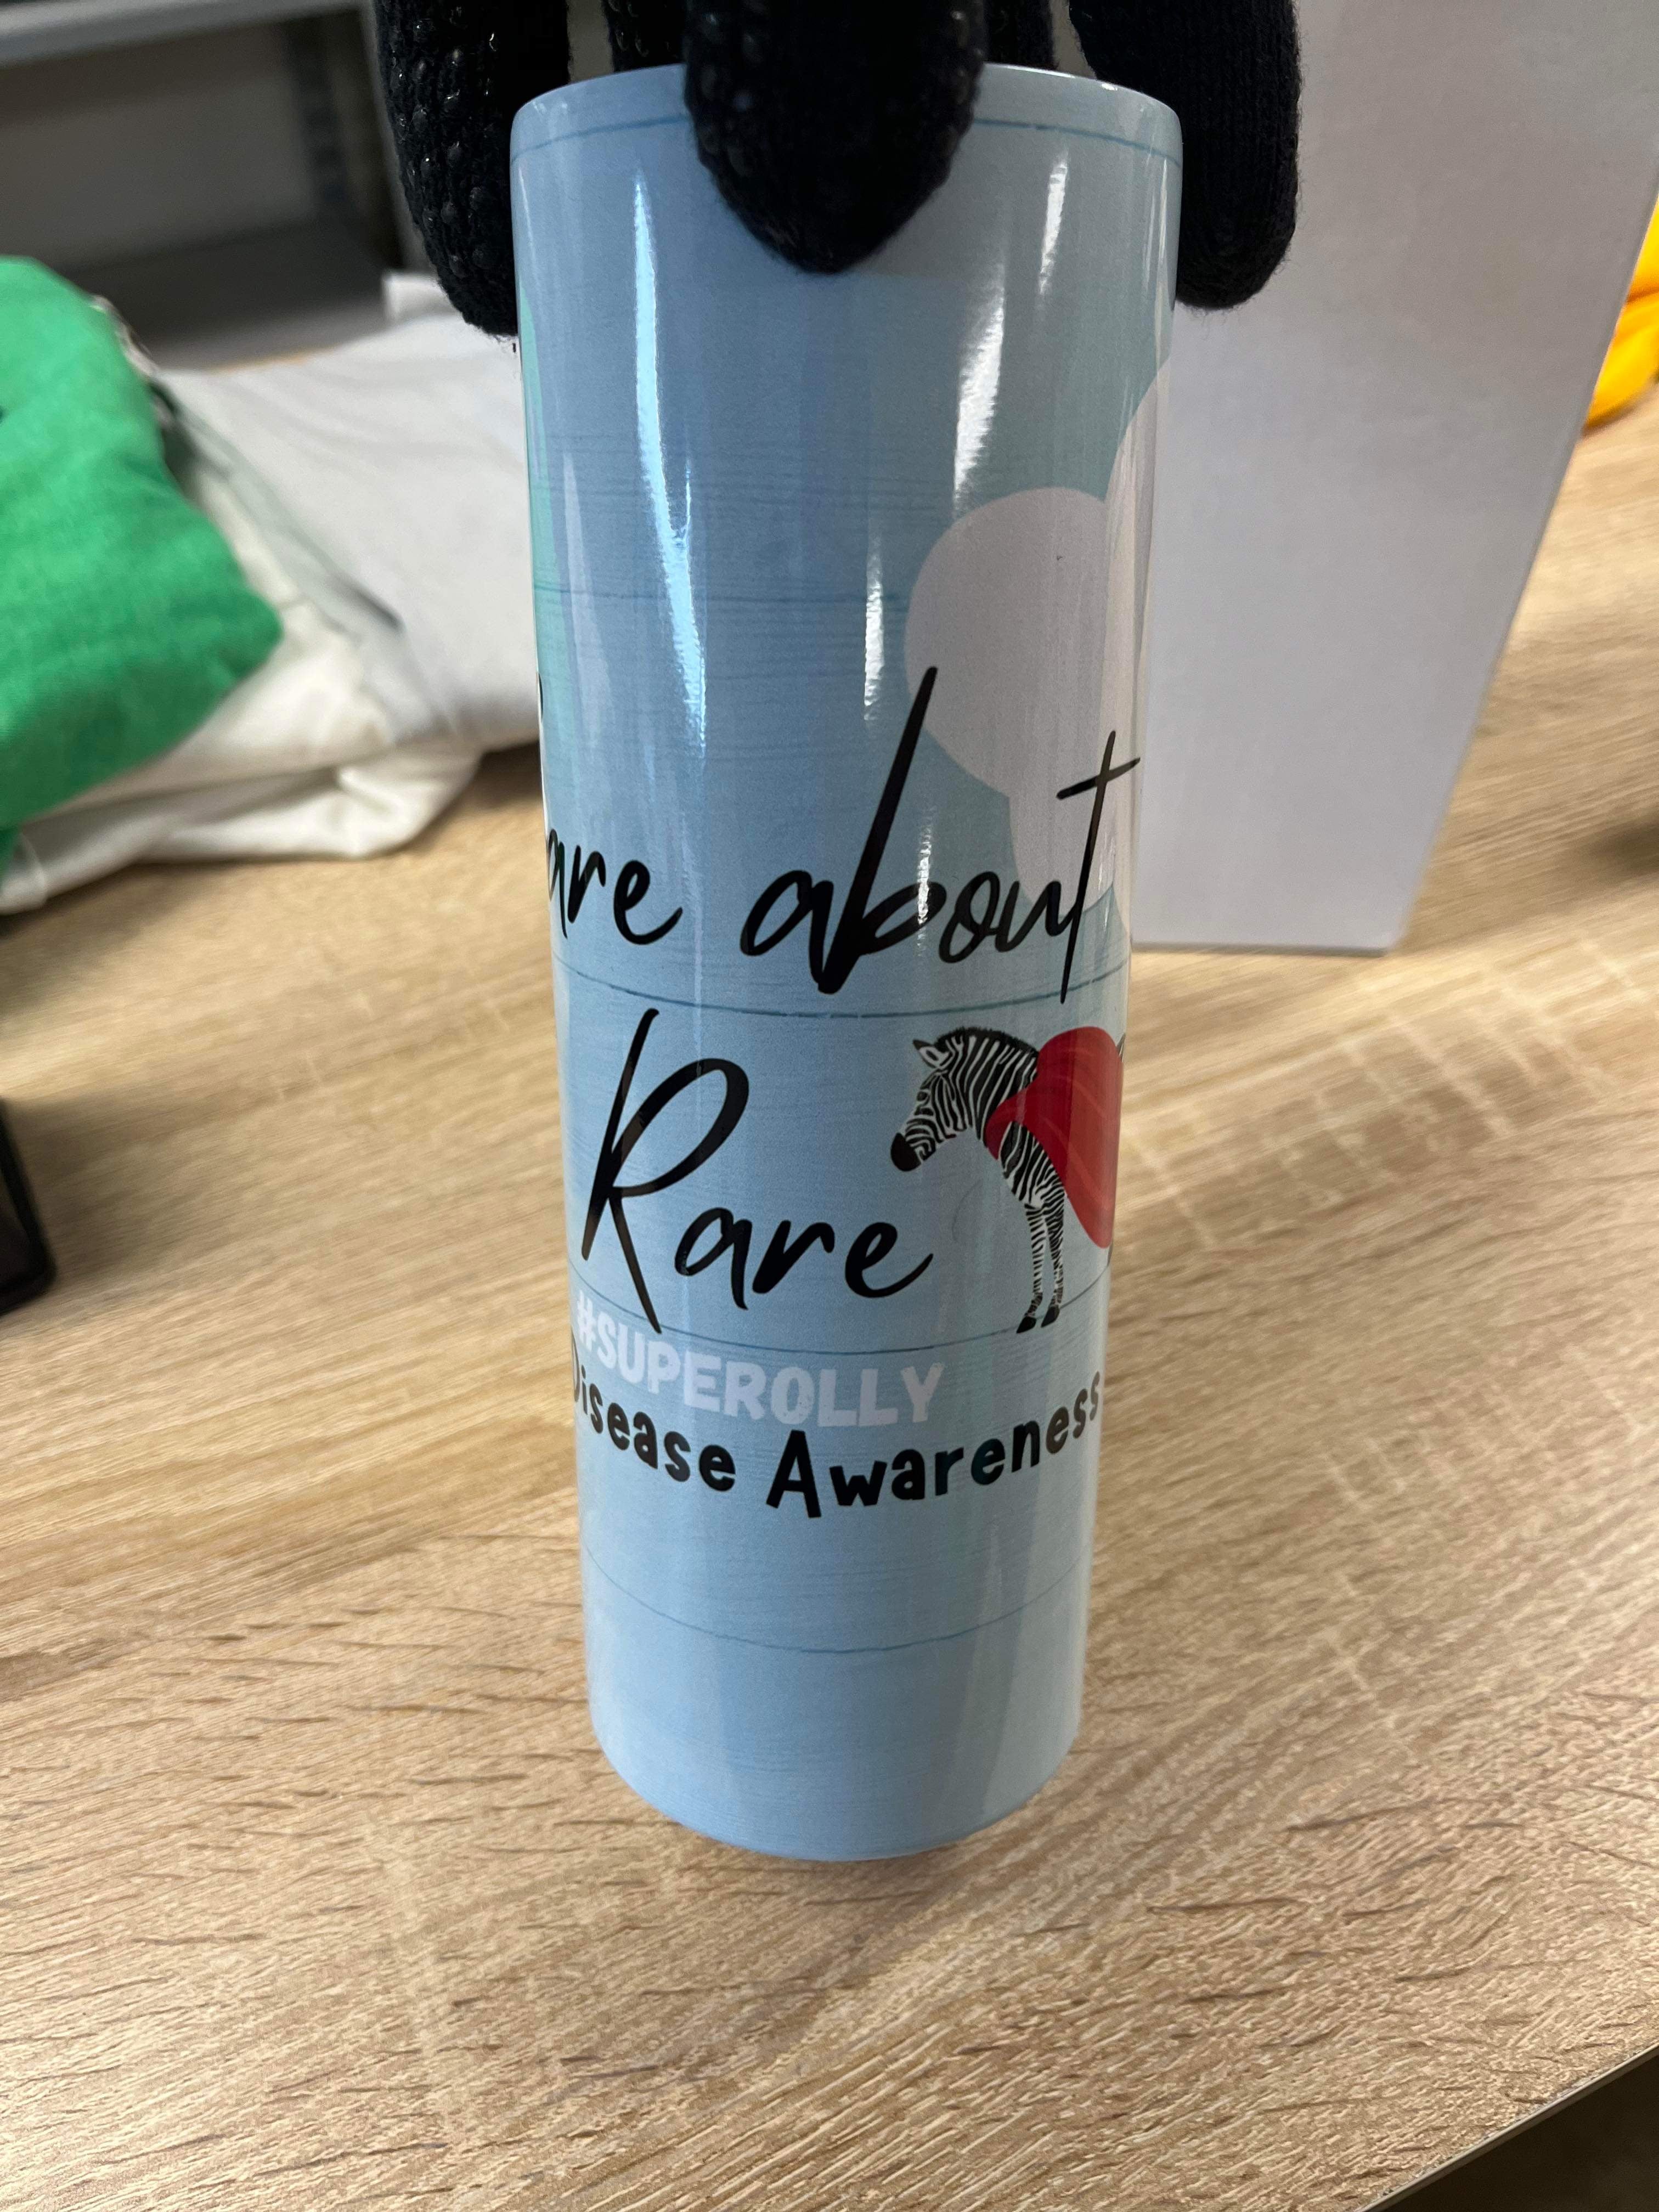 are about
Rare
#SUPEROLLY
Disease Awareness